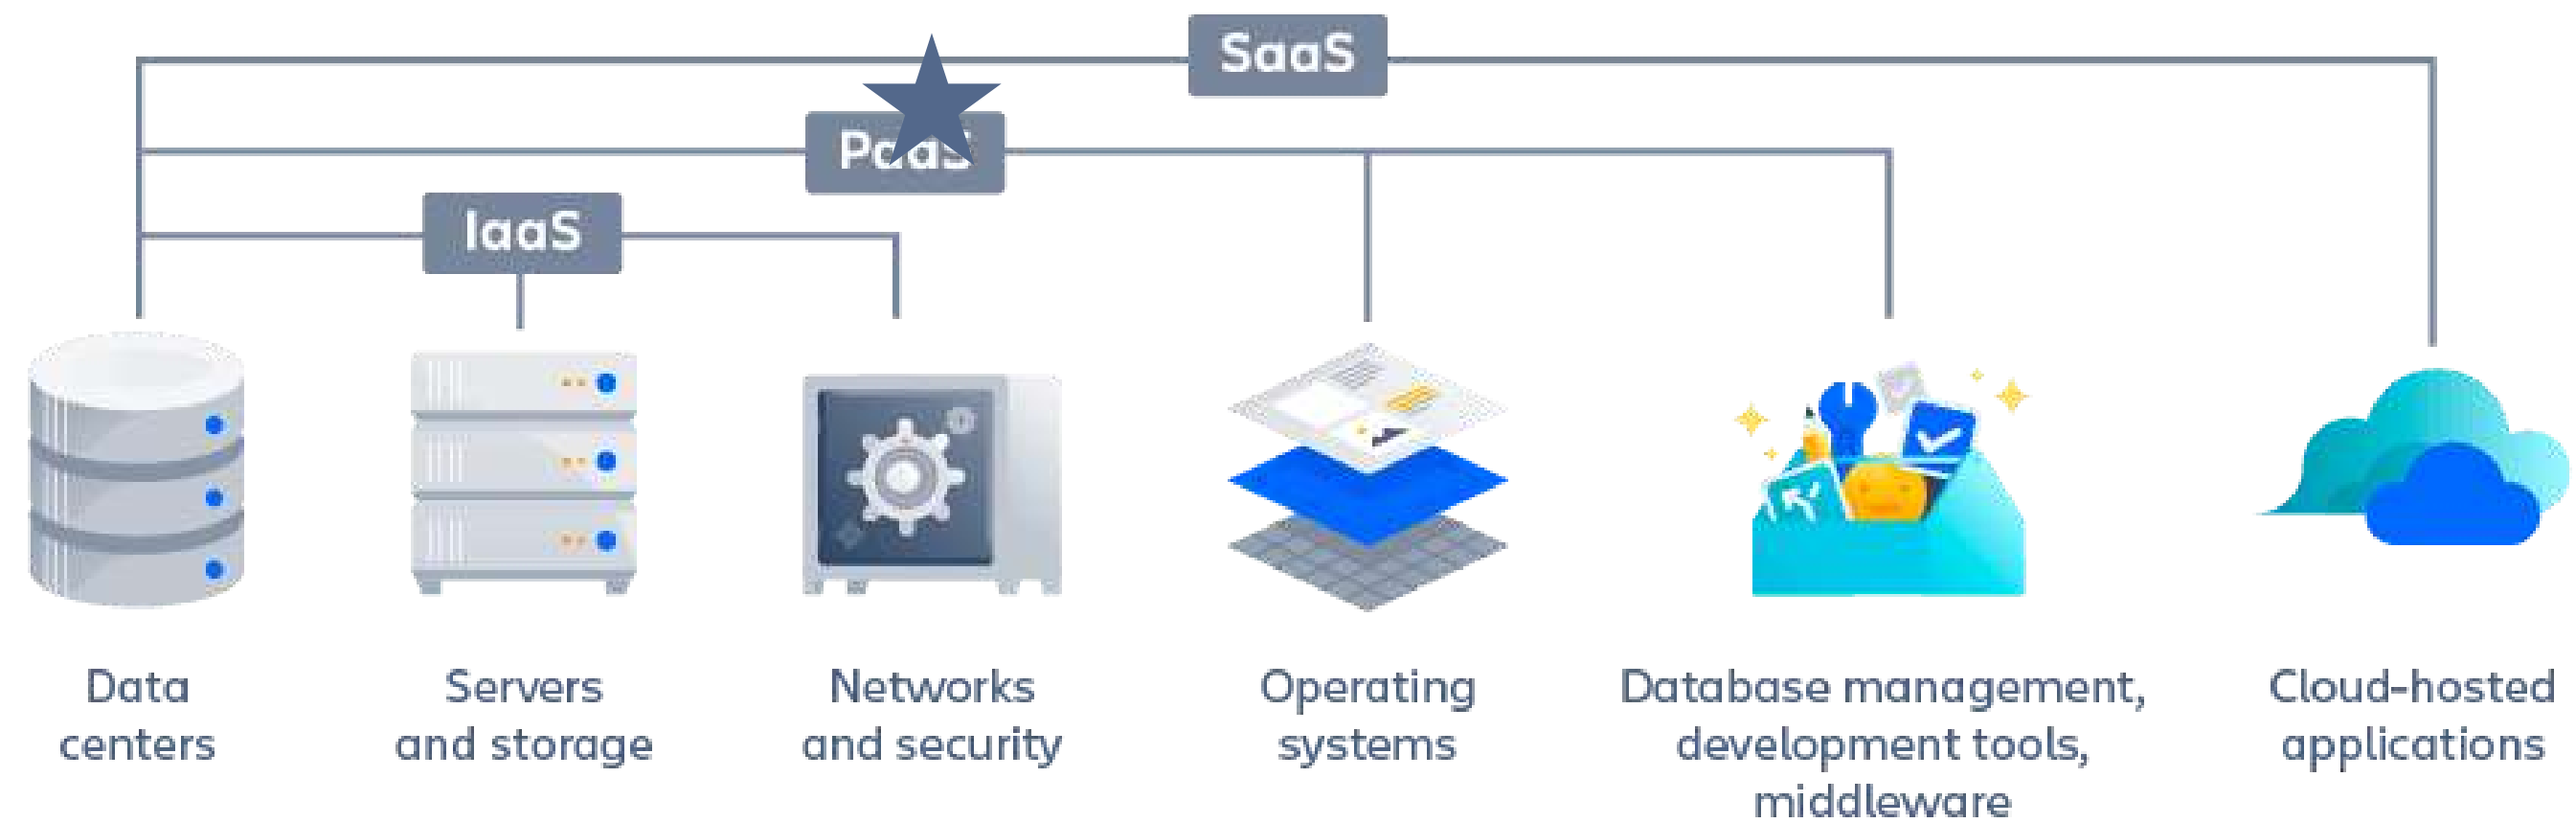 SaaS
PaaS
IaaS
Data
centers
Servers
and storage
Networks
and security
Operating
systems
Database management,
development tools,
middleware
Cloud-hosted
applications